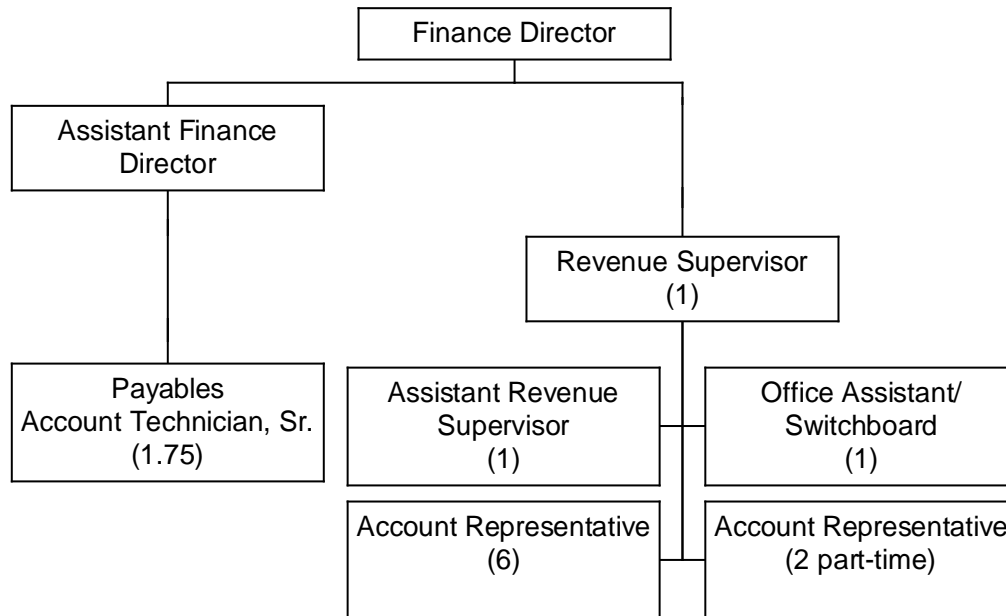 Finance Director
Assistant Finance
Director
Revenue Supervisor
(1)
Payables
Account Technician, Sr.
(1.75)
Assistant Revenue
Supervisor
(1)
Office Assistant/
Switchboard
(1)
Account Representative
(6)
Account Representative
(2 part-time)